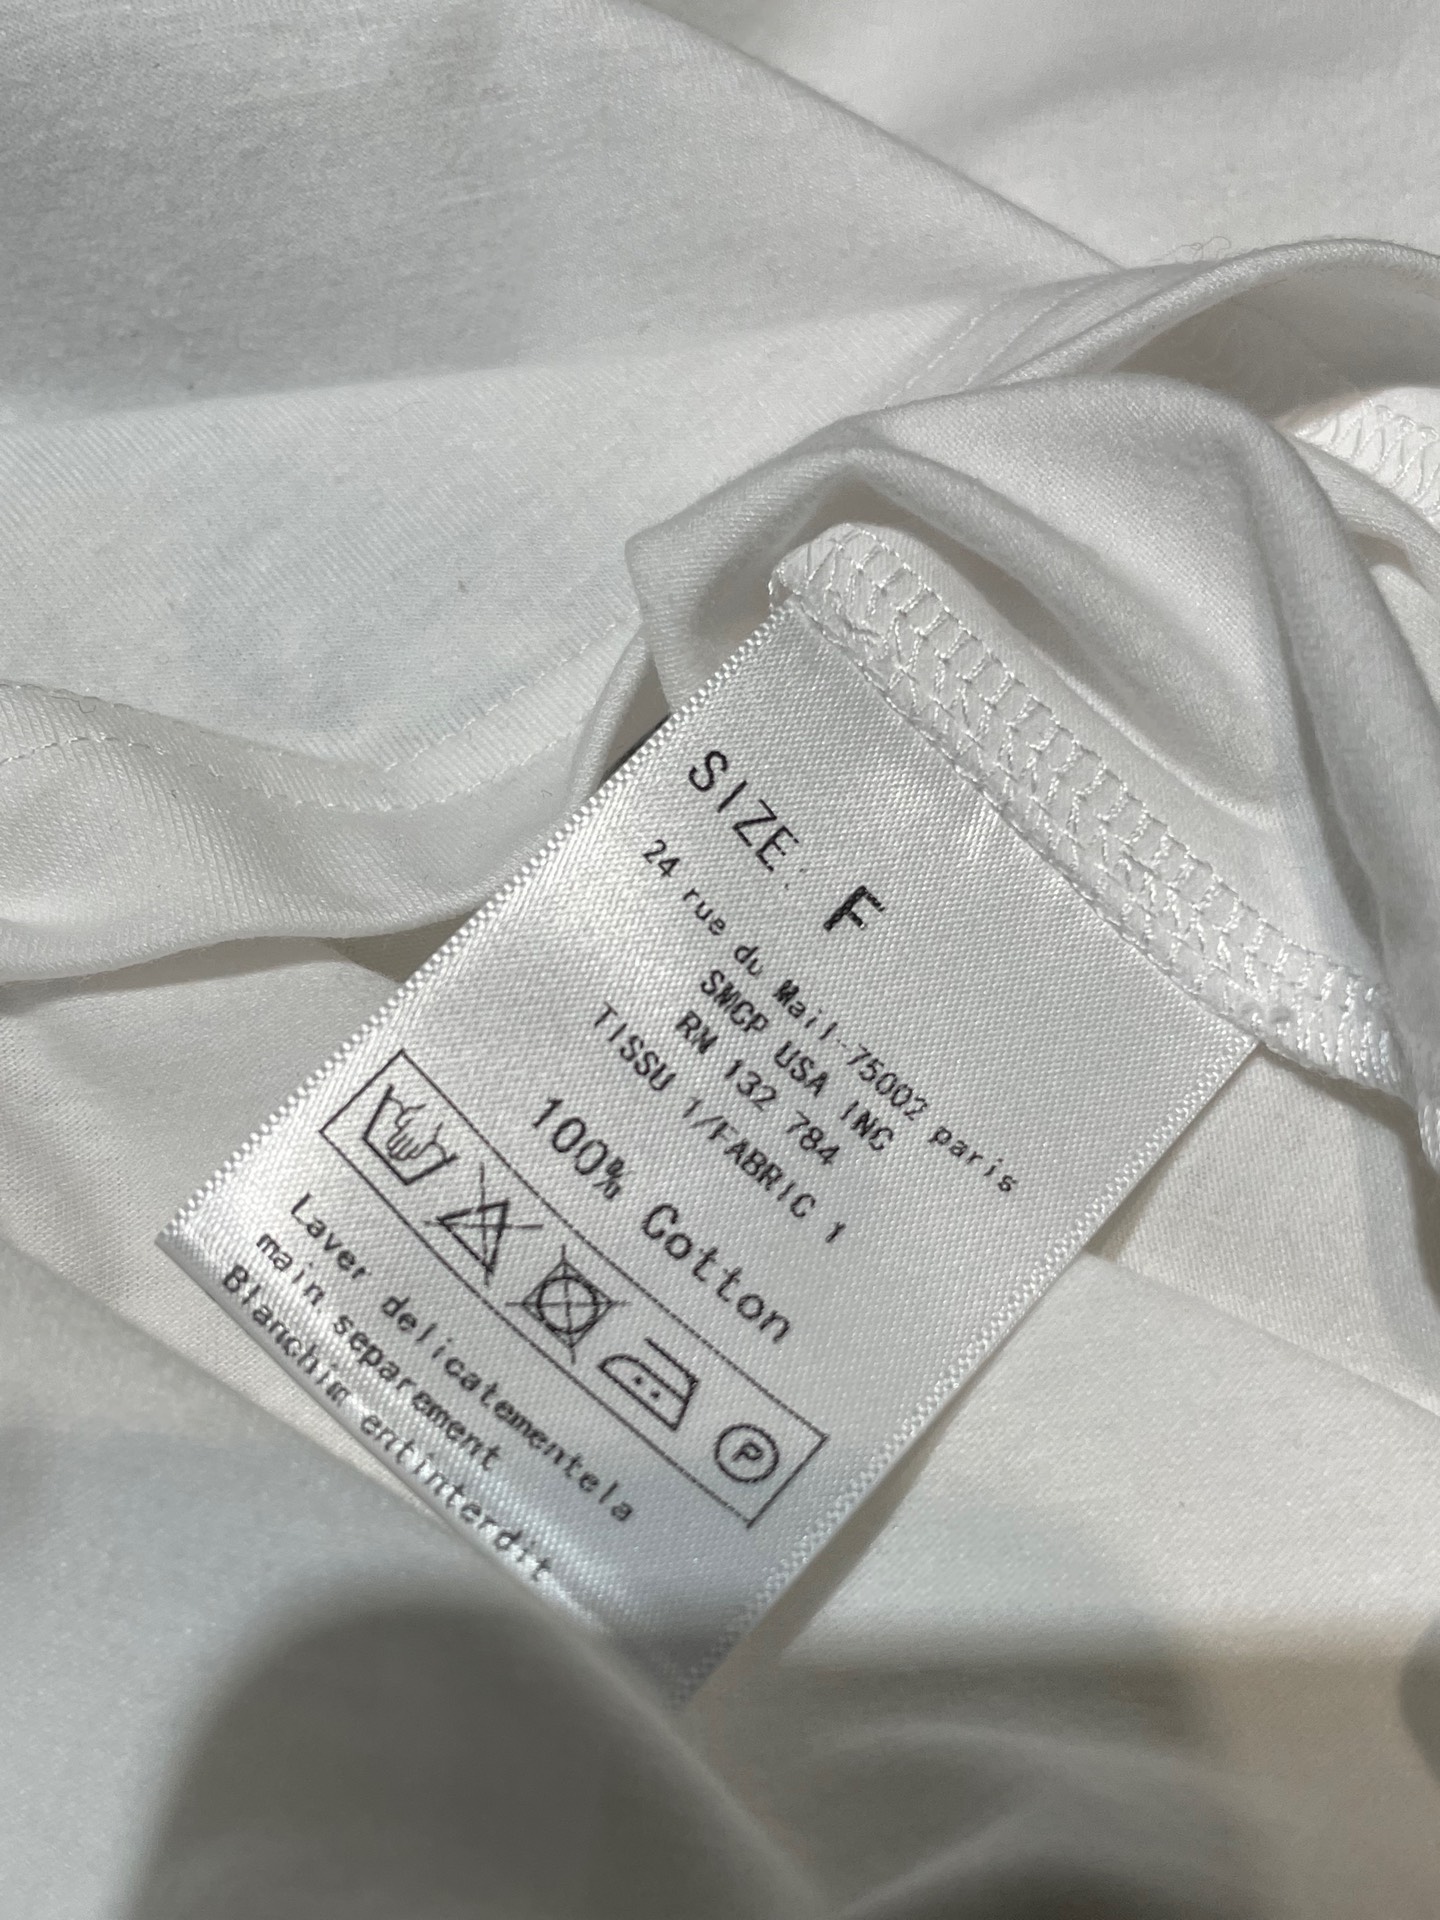 SIZE: F
24 rue du Mail-75002 paris
SMCP USA INC
RN 132 784
TISSU 1/FABRIC 1
100% Cotton
P
Laver delicatementela
main separement
Blanchim entinterdit